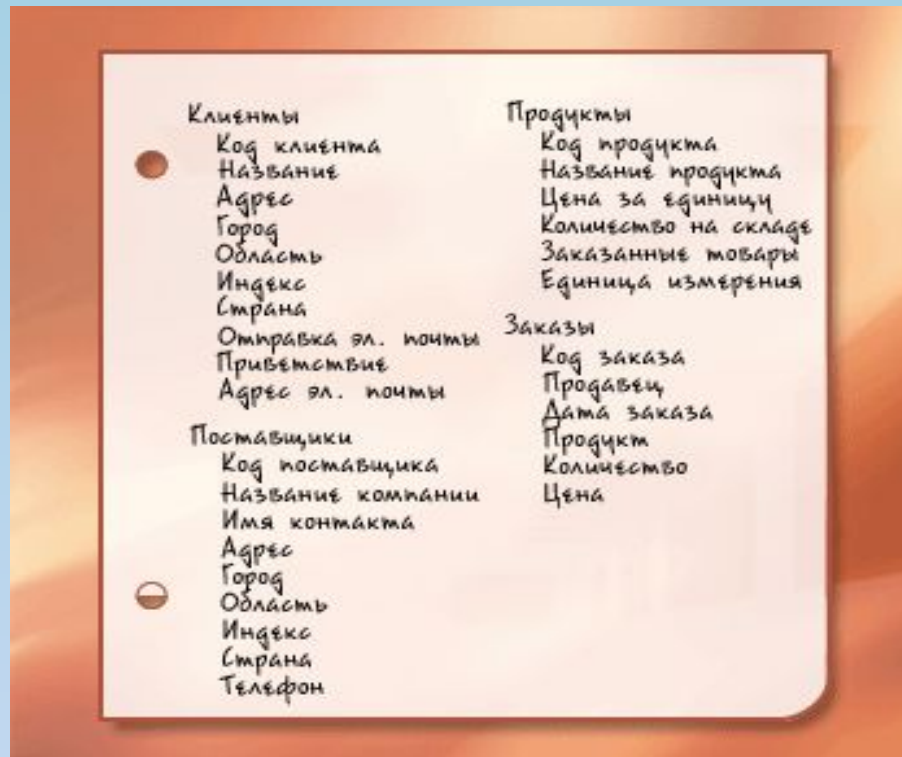 Клиенты
Код клиента
Название
Адрес
Город
Область
Индекс
Страна
Отправка эл. почты
Приветствие
Адрес эл. почты
Поставщики
Код поставщика
Название компании
Имя контакта
Адрес
Город
Область
Индекс
Страна
Телефон
Продукты
Код продукта
Название продукта
Цена за единицу
Количество на складе
Заказанные товары
Единица измерения
Заказы
Код заказа
Продавец
Дата заказа
Продукт
Количество
Цена